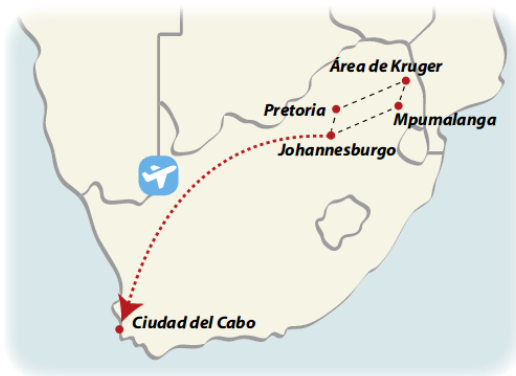 Área de Kruger
Pretoria
Mpumalanga
Johannesburgo
Ciudad del Cabo